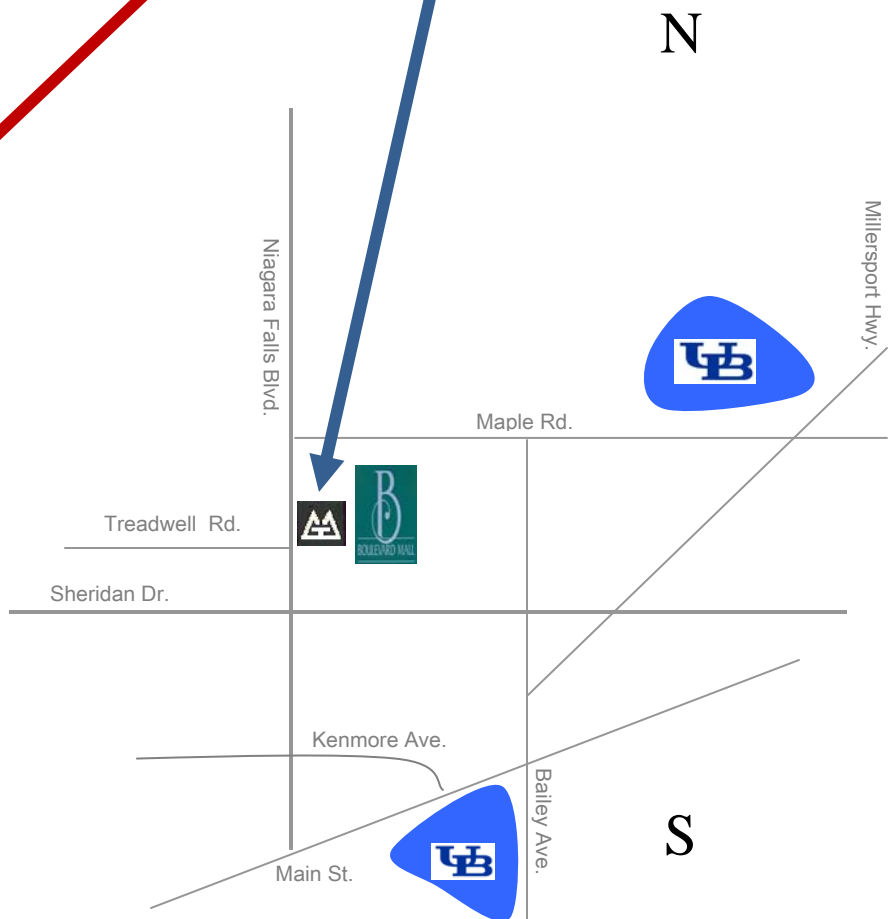 N
Millersport Hwy.
Niagara Falls Blvd.
UB
Maple Rd.
B
BOULEVARD MALL
Treadwell Rd.
Sheridan Dr.
Kenmore Ave.
Bailey Ave.
S
UB
Main St.